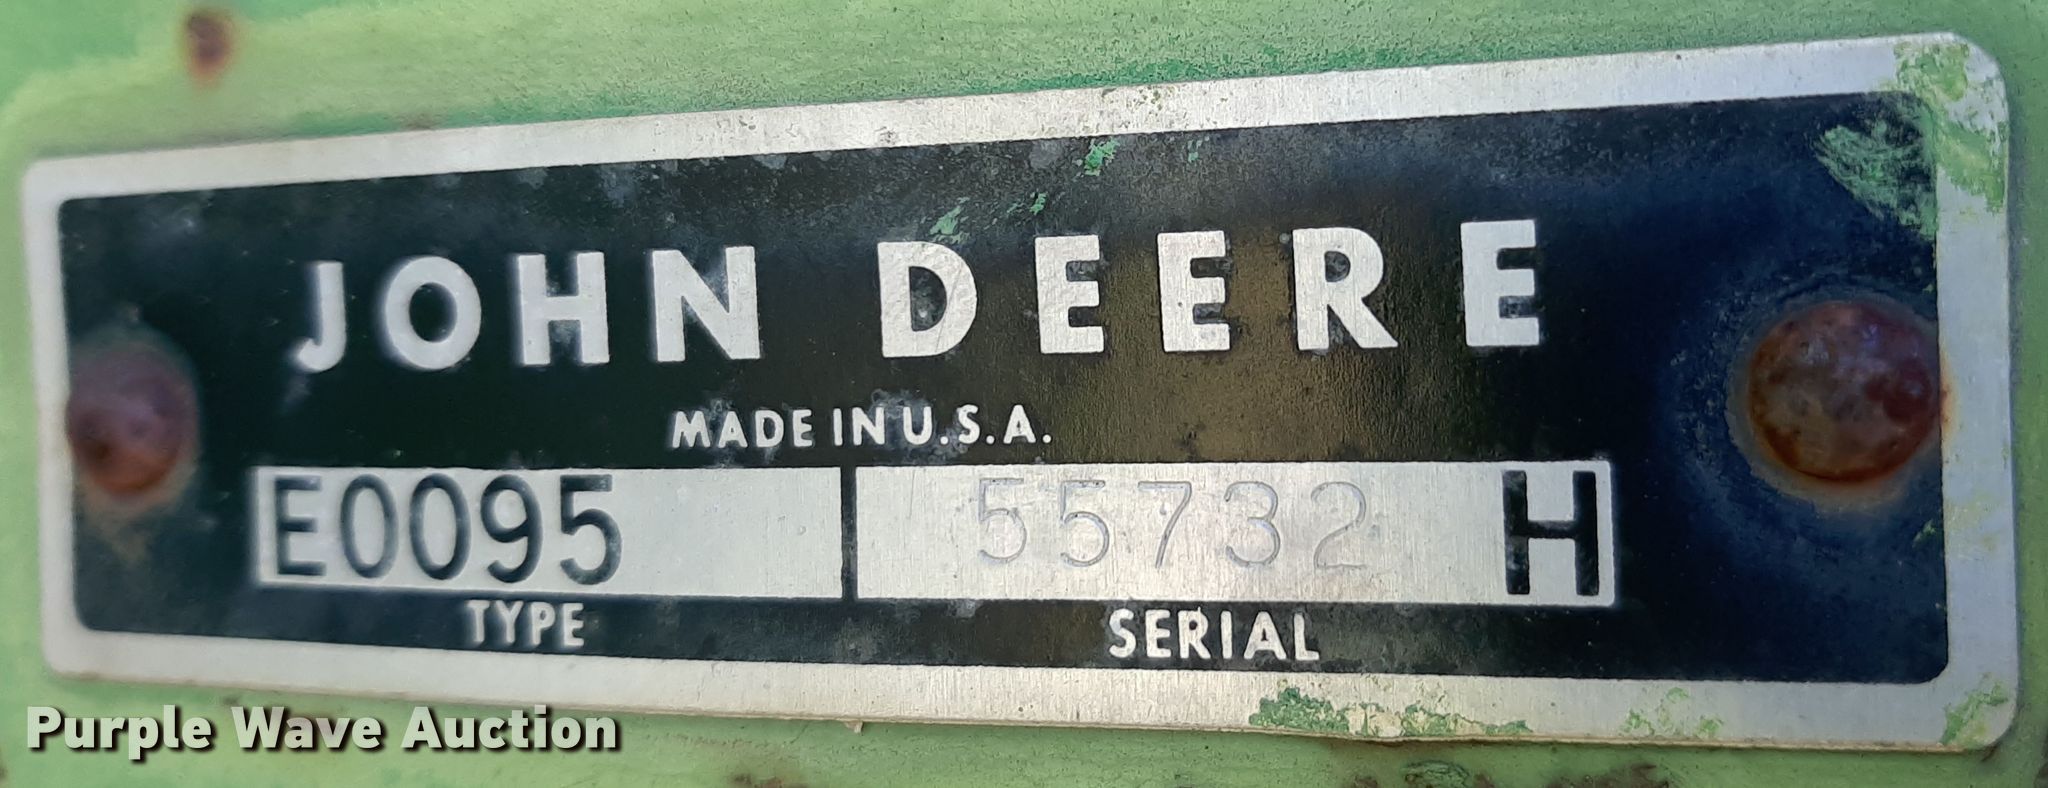 JOHN DEERE
MADE IN U.S.A.
E0095 55732 H
TYPE SERIAL
Purple Wave Auction